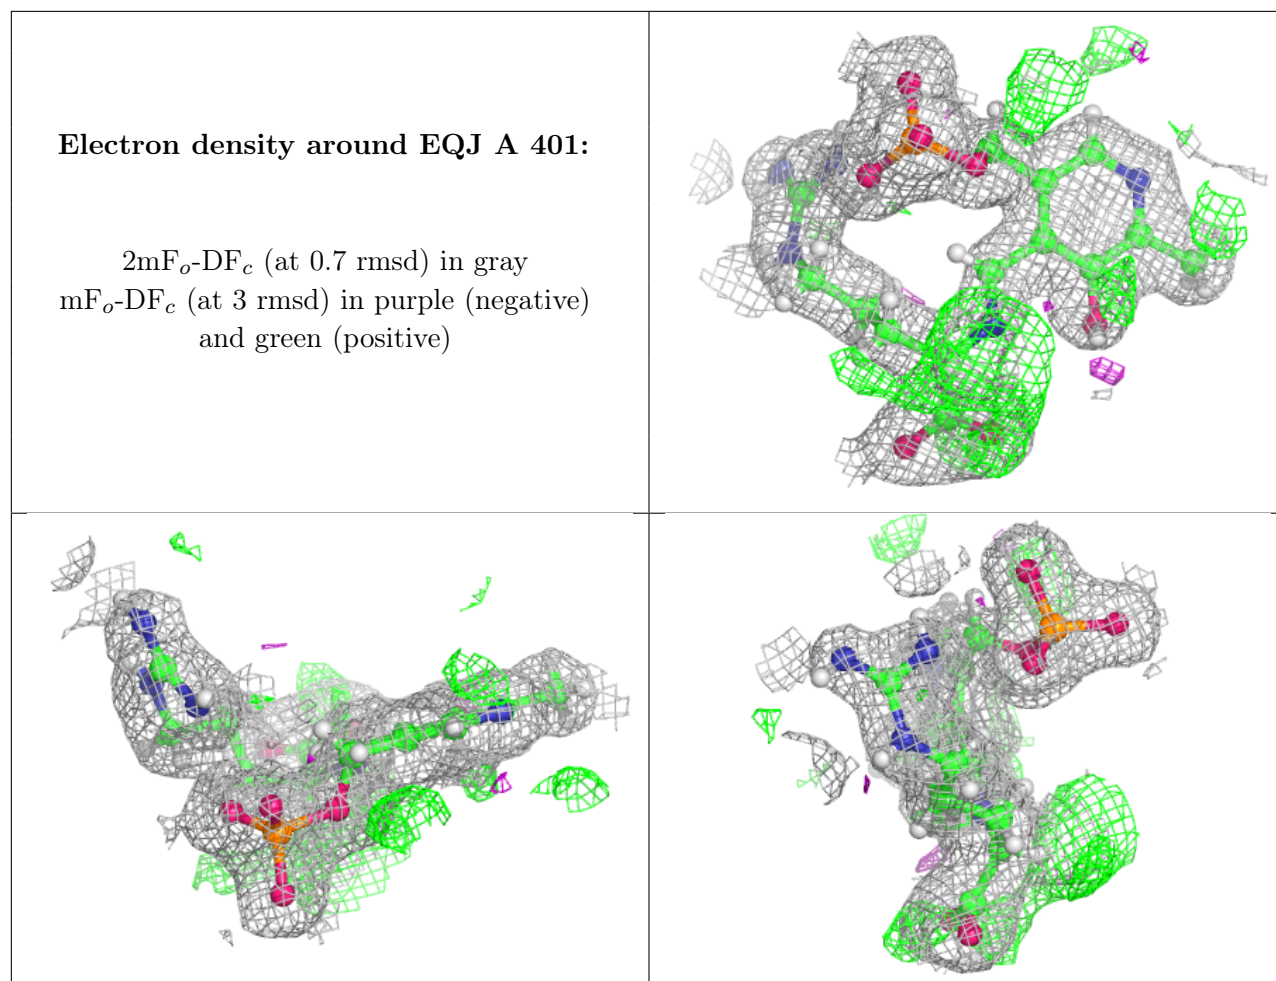 Electron density around EQJ A 401:
2mFo-DFc (at 0.7 rmsd) in gray
mFo-DFc (at 3 rmsd) in purple (negative)
and green (positive)